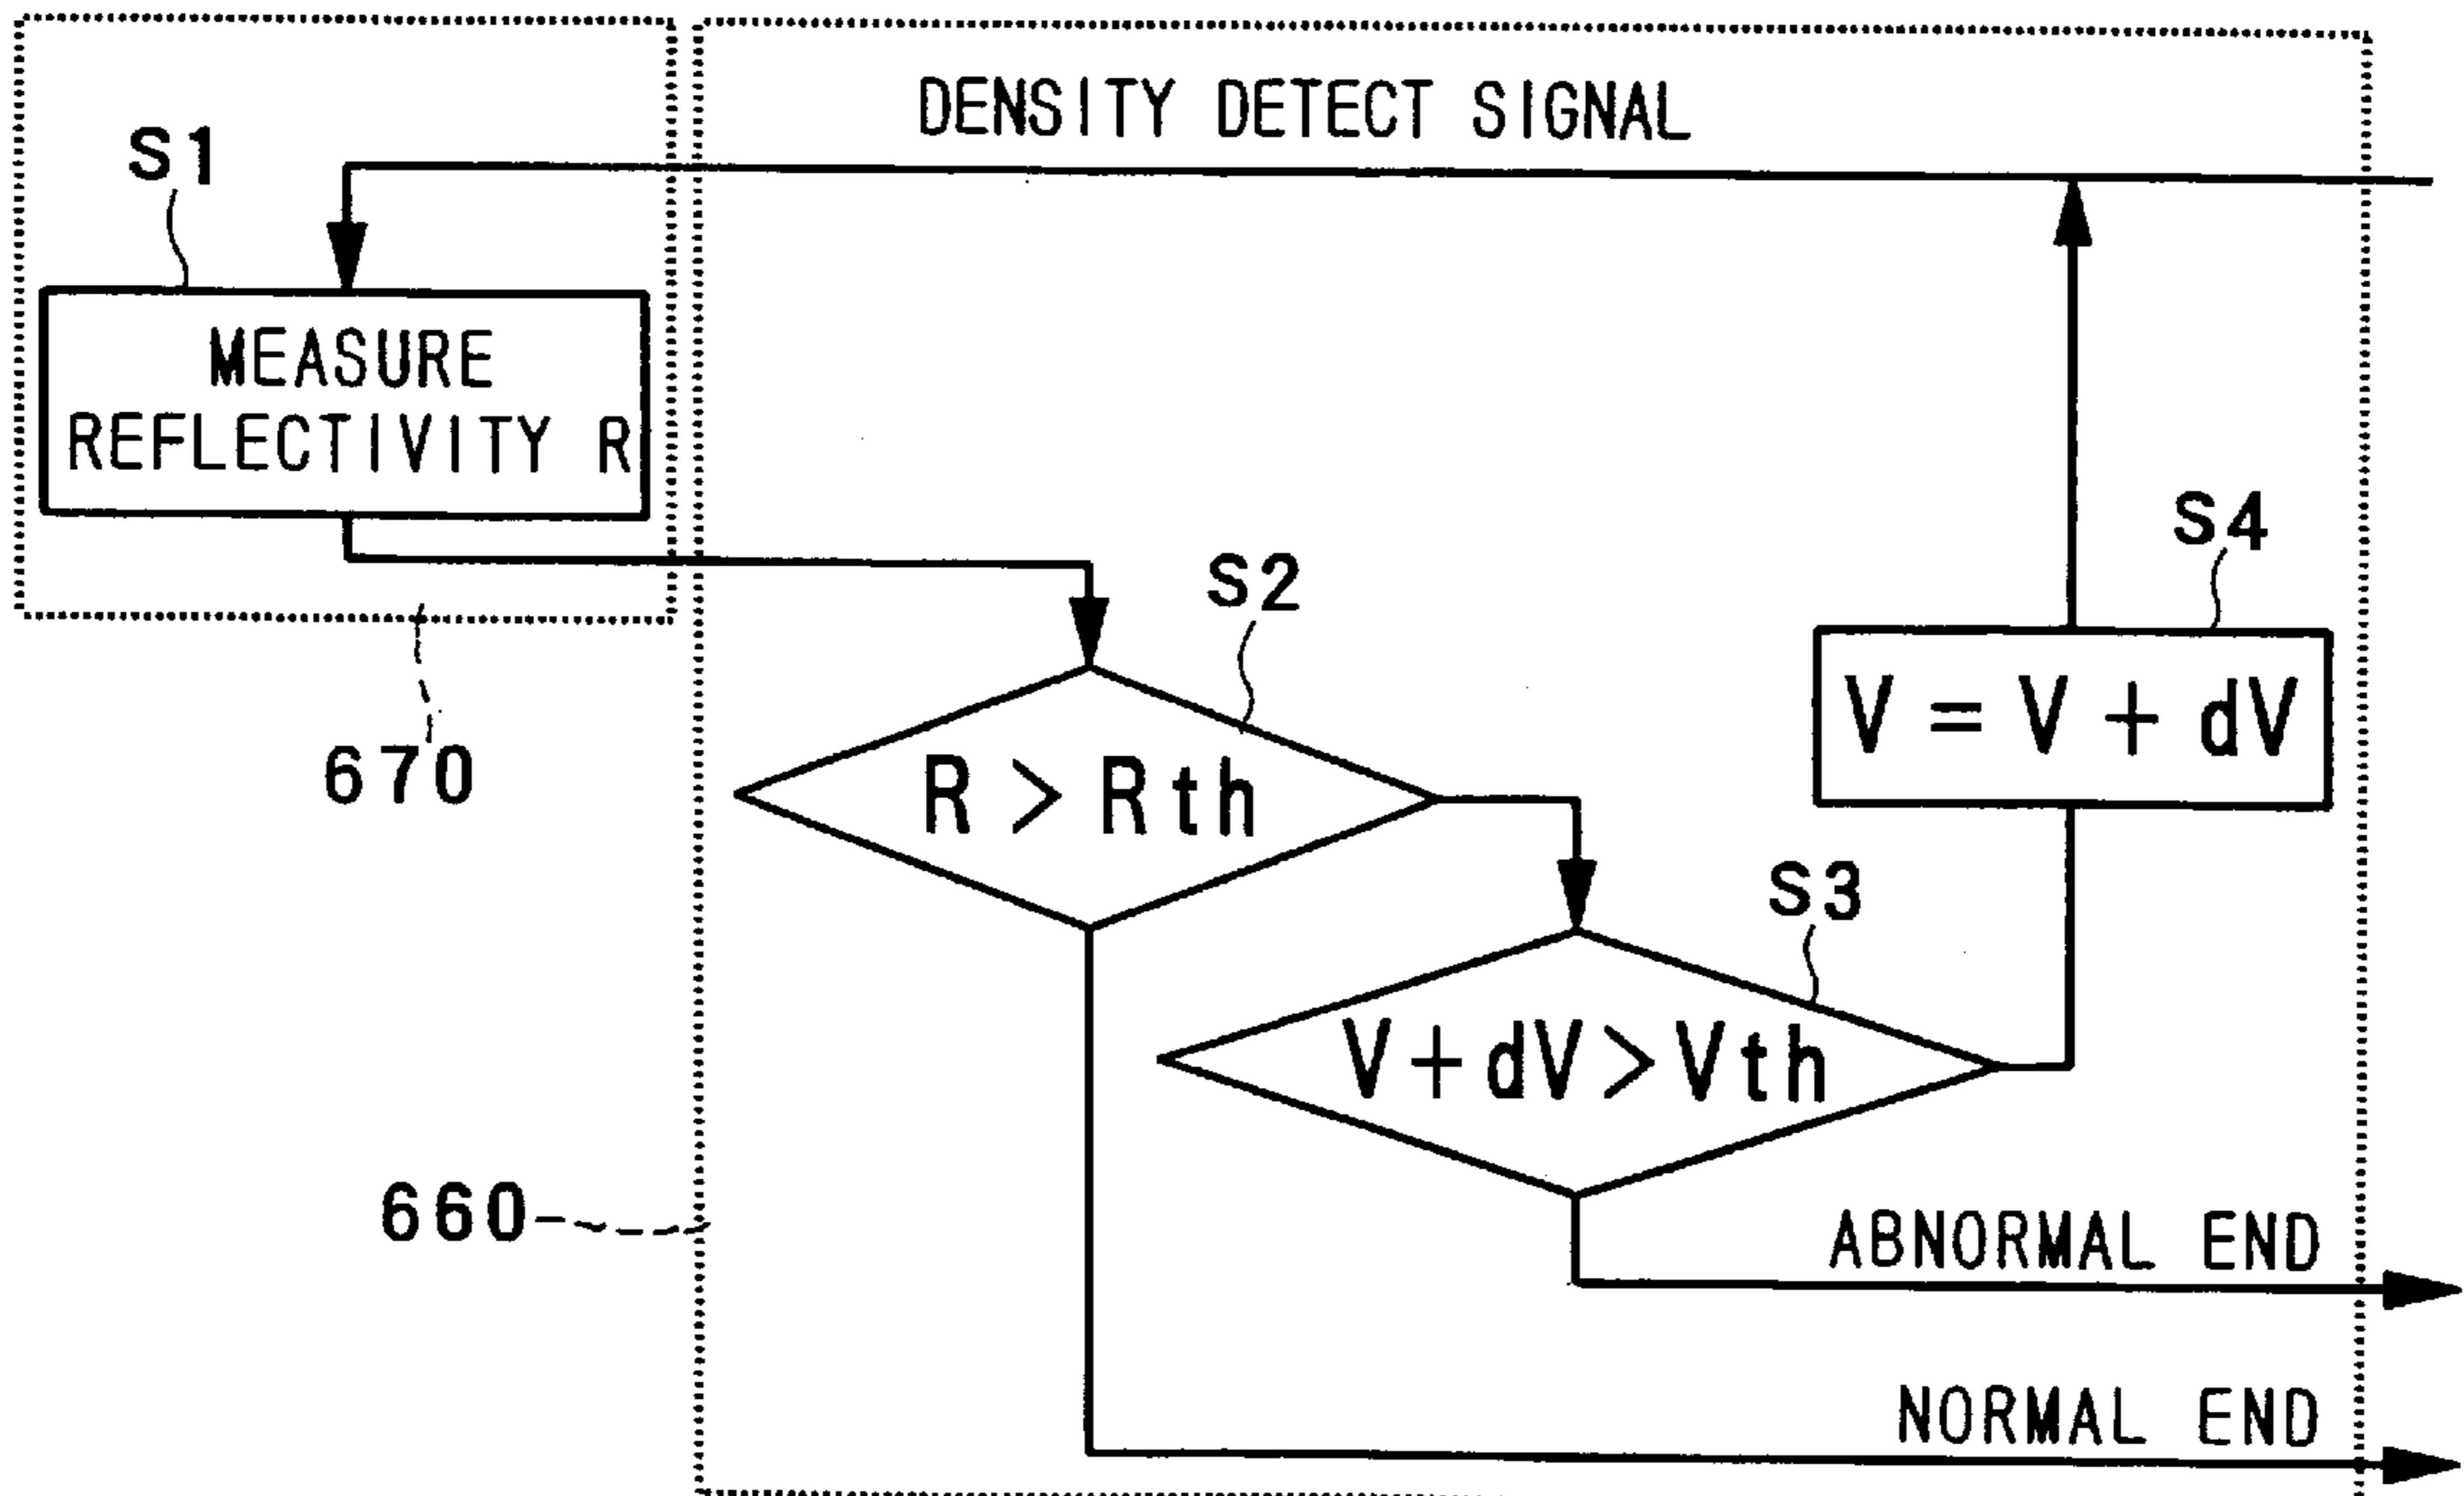 DENSITY DETECT SIGNAL
S1
MEASURE
REFLECTIVITY R
S2
S4
670
R > Rth
V = V + dV
S3
V+dV>Vth
660
ABNORMAL END
NORMAL END